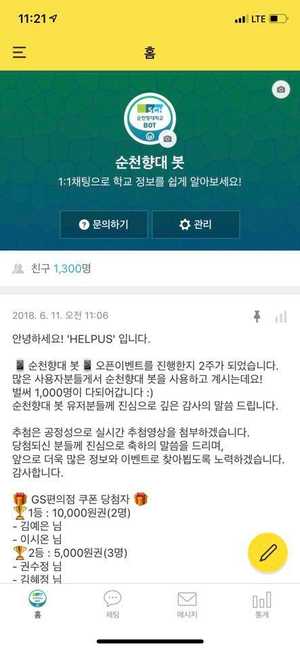 11:21
LTE
홈
SCH
순천향대학교
BOT
순천향대 봇
1:1채팅으로 학교 정보를 쉽게 알아보세요!
문의하기
관리
친구 1,300명
2018. 6. 11. 오전 11:06
안녕하세요! 'HELPUS' 입니다.
📱순천향대 봇 📱오픈이벤트를 진행한지 2주가 되었습니다.
많은 사용자분들게서 순천향대 봇을 사용하고 계시는데요!
벌써 1,000명이 다되어갑니다 :)
순천향대 봇 유저분들께 진심으로 깊은 감사의 말씀 드립니다.
추첨은 공정성으로 실시간 추첨영상을 첨부하겠습니다.
당첨되신 분들께 진심으로 축하의 말씀을 드리며,
앞으로 더욱 많은 정보와 이벤트로 찾아뵙도록 노력하겠습니다.
감사합니다.
🎁 GS편의점 쿠폰 당첨자 🎁
🏆1등 : 10,000원권(2명)
- 김예은 님
- 이시온 님
🏆2등 : 5,000원권(3명)
- 권수정 님
- 김혜정 님
홈
채팅
메시지
통계